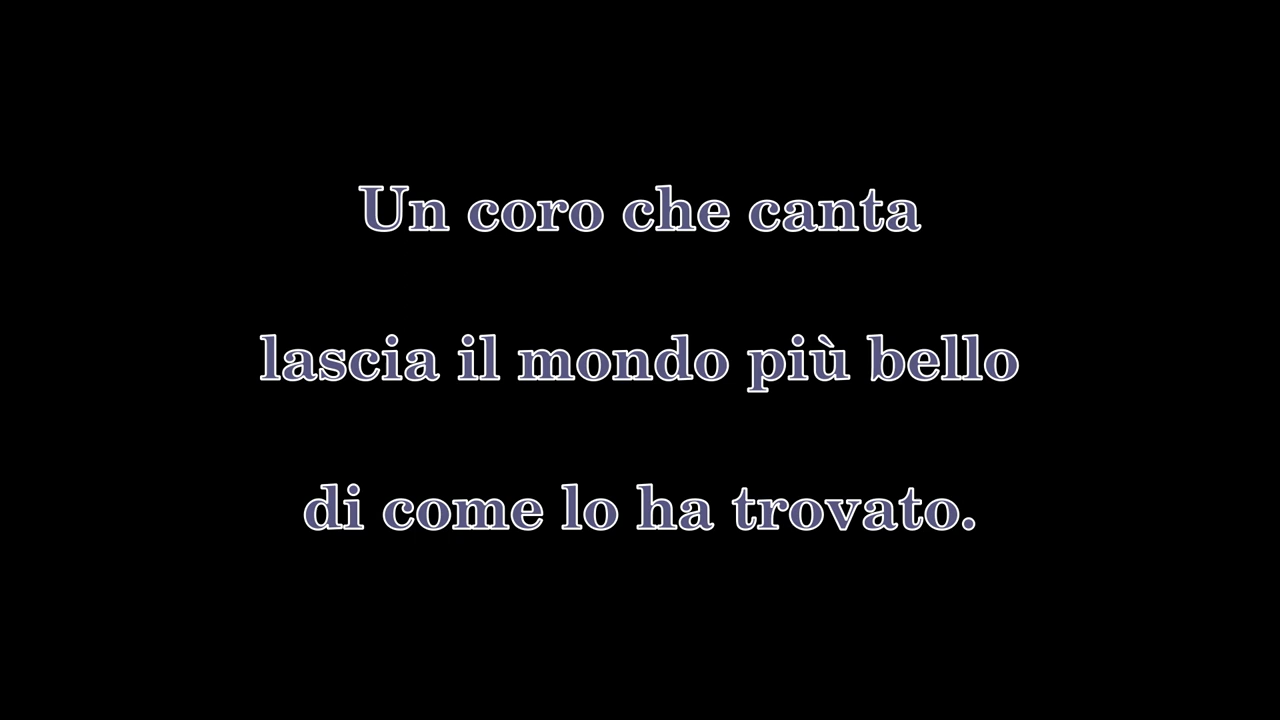 Un coro che canta
lascia il mondo più bello
di come lo ha trovato.